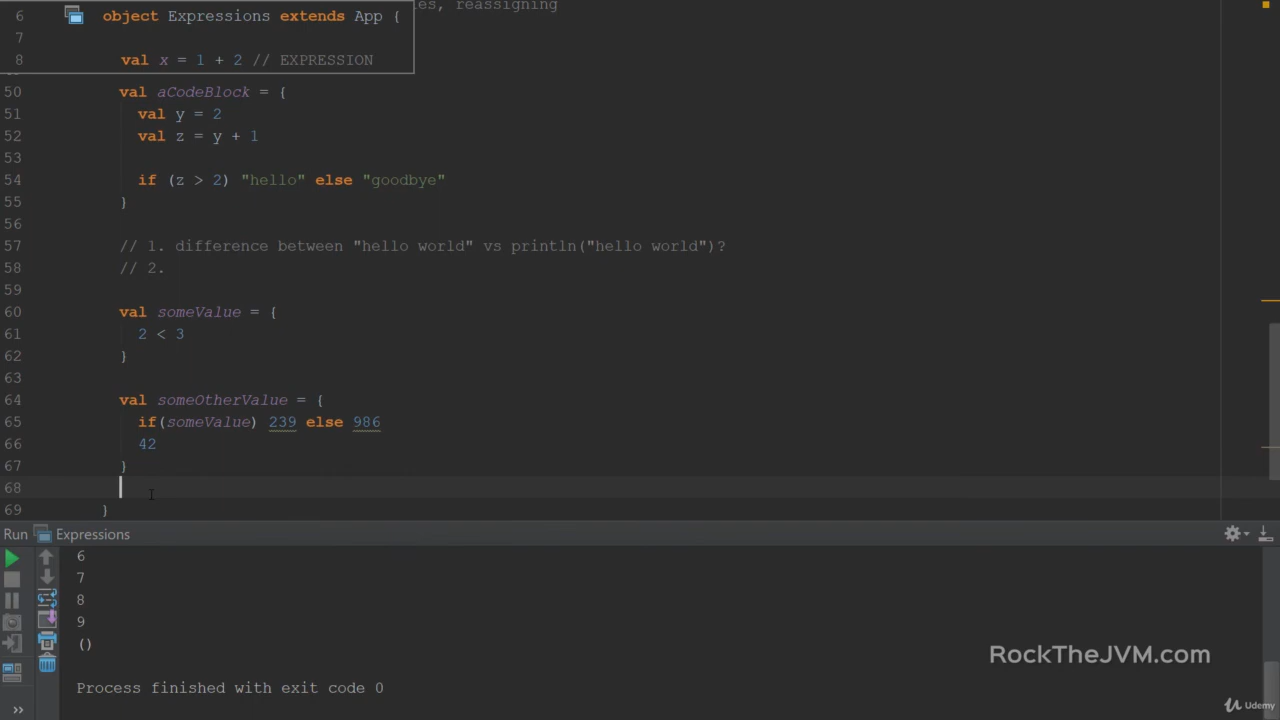 es, reassigning
6 object Expressions extends App {
7
8 val x = 1 + 2 // EXPRESSION
50 val aCodeBlock = {
51 val y = 2
52 val z = y + 1
53
54 if (z > 2) "hello" else "goodbye"
55 }
56
57 // 1. difference between "hello world" vs println("hello world")?
58 // 2.
59
60 val someValue = {
61 2 < 3
62 }
63
64 val someOtherValue = {
65 if(someValue) 239 else 986
66 42
67 }
68
69 }
Run Expressions
6
7
8
9
()
RockTheJVM.com
Process finished with exit code 0
Udemy